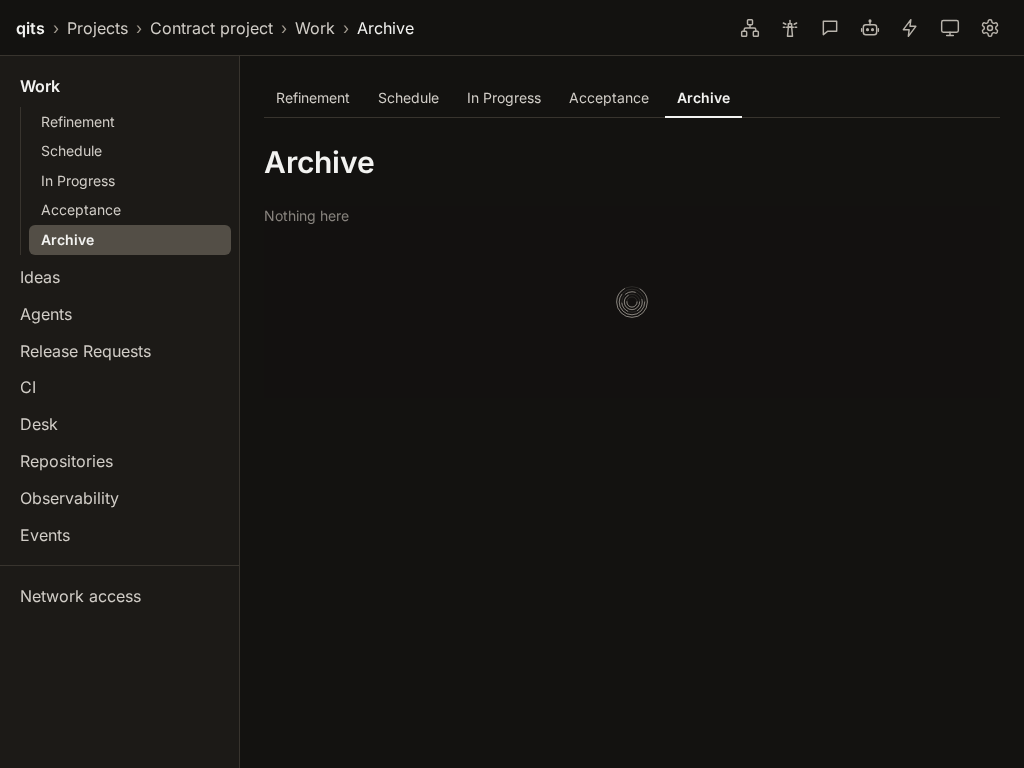 qits › Projects › Contract project › Work › Archive
Work
Refinement
Schedule
In Progress
Acceptance
Archive
Ideas
Agents
Release Requests
CI
Desk
Repositories
Observability
Events
Network access
Refinement Schedule In Progress Acceptance Archive
Archive
Nothing here